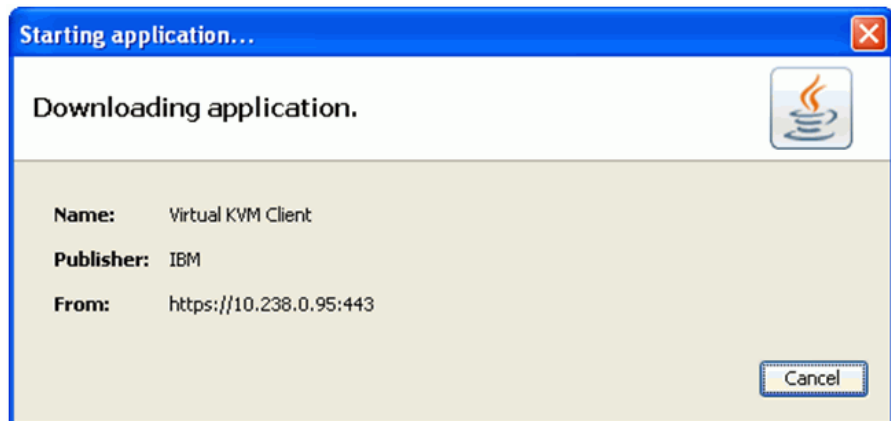 Starting application...
Downloading application.
Name: Virtual KVM Client
Publisher: IBM
From: https://10.238.0.95:443
Cancel